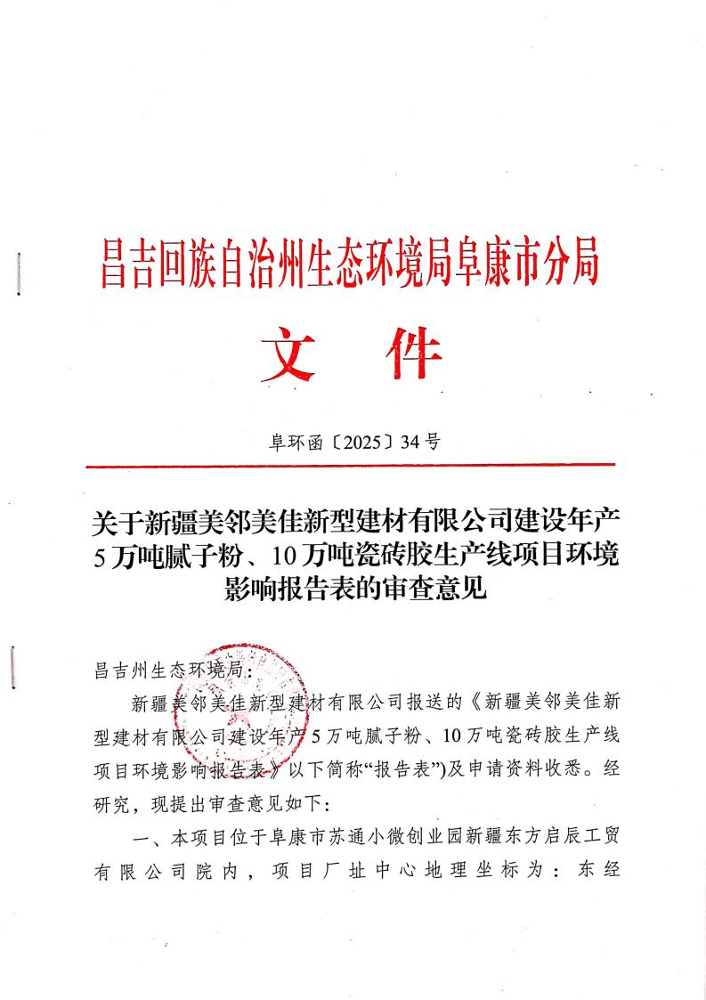 昌吉回族自治州生态环境局阜康市分局
文 件
阜环函〔2025〕34 号
关于新疆美邻美佳新型建材有限公司建设年产
5 万吨腻子粉、10 万吨瓷砖胶生产线项目环境
影响报告表的审查意见
昌吉州生态环境局：
新疆美邻美佳新型建材有限公司报送的《新疆美邻美佳新
型建材有限公司建设年产 5 万吨腻子粉、10 万吨瓷砖胶生产线
项目环境影响报告表》以下简称“报告表”)及申请资料收悉。经
研究，现提出审查意见如下：
一、本项目位于阜康市苏通小微创业园新疆东方启辰工贸
有限公司院内，项目厂址中心地理坐标为：东经